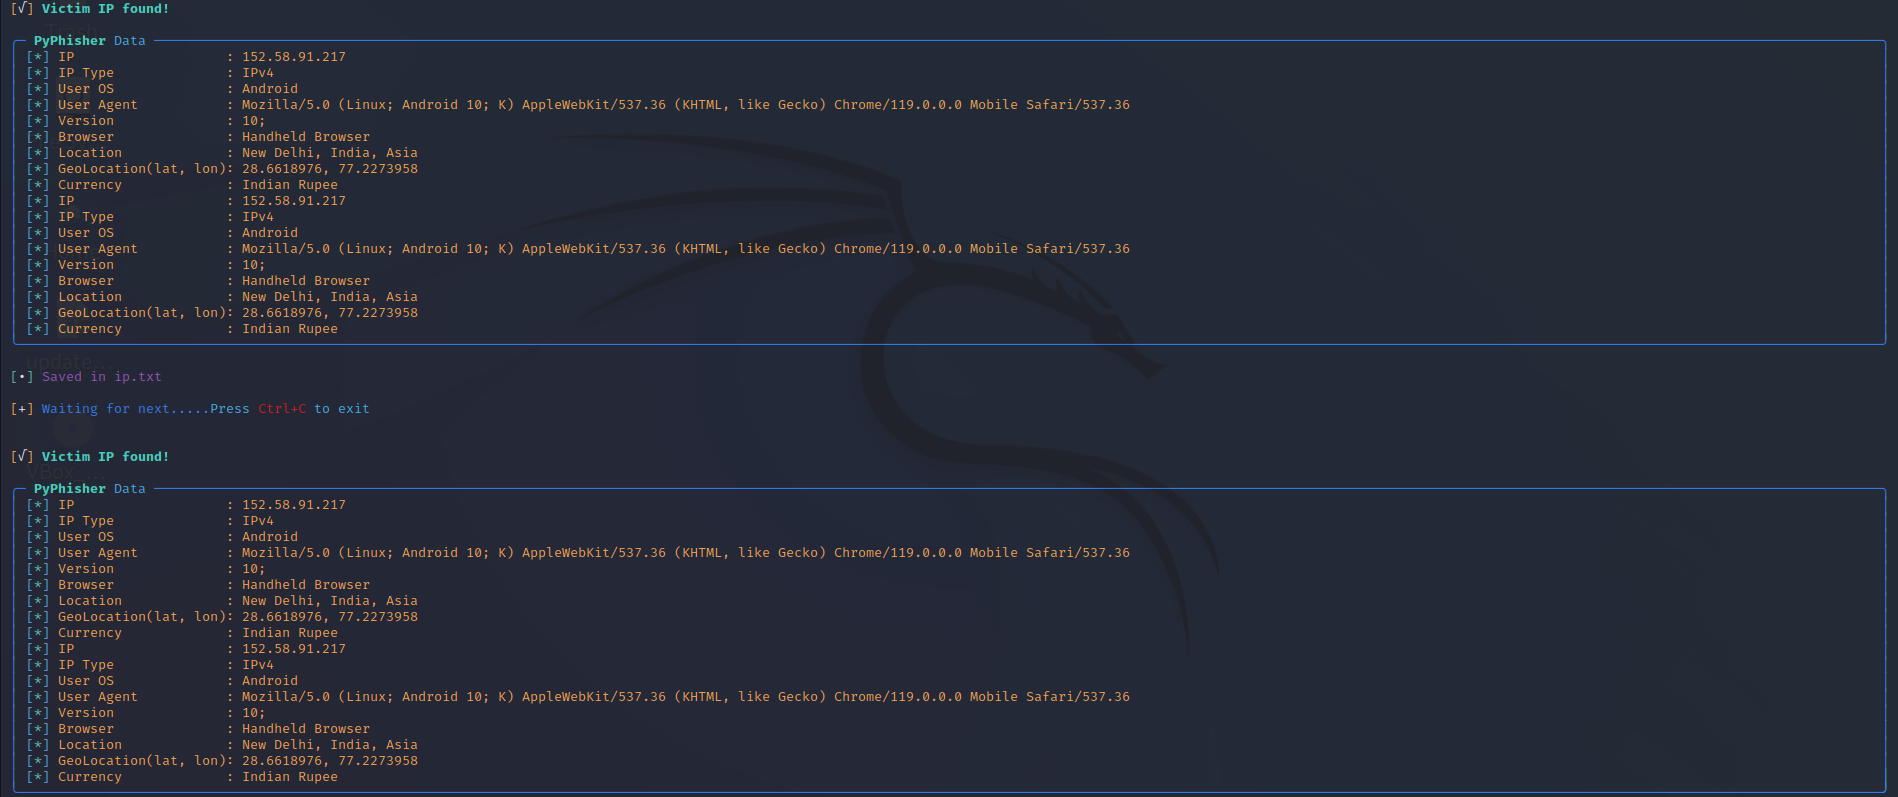 [√] Victim IP found!
PyPhisher Data
[*] IP : 152.58.91.217
[*] IP Type : IPv4
[*] User OS : Android
[*] User Agent : Mozilla/5.0 (Linux; Android 10; K) AppleWebKit/537.36 (KHTML, like Gecko) Chrome/119.0.0.0 Mobile Safari/537.36
[*] Version : 10;
[*] Browser : Handheld Browser
[*] Location : New Delhi, India, Asia
[*] GeoLocation(lat, lon): 28.6618976, 77.2273958
[*] Currency : Indian Rupee
[*] IP : 152.58.91.217
[*] IP Type : IPv4
[*] User OS : Android
[*] User Agent : Mozilla/5.0 (Linux; Android 10; K) AppleWebKit/537.36 (KHTML, like Gecko) Chrome/119.0.0.0 Mobile Safari/537.36
[*] Version : 10;
[*] Browser : Handheld Browser
[*] Location : New Delhi, India, Asia
[*] GeoLocation(lat, lon): 28.6618976, 77.2273958
[*] Currency : Indian Rupee
update...
[•] Saved in ip.txt
[+] Waiting for next.....Press Ctrl+C to exit
[√] Victim IP found!
VBox_
PyPhisher Data
[*] IP : 152.58.91.217
[*] IP Type : IPv4
[*] User OS : Android
[*] User Agent : Mozilla/5.0 (Linux; Android 10; K) AppleWebKit/537.36 (KHTML, like Gecko) Chrome/119.0.0.0 Mobile Safari/537.36
[*] Version : 10;
[*] Browser : Handheld Browser
[*] Location : New Delhi, India, Asia
[*] GeoLocation(lat, lon): 28.6618976, 77.2273958
[*] Currency : Indian Rupee
[*] IP : 152.58.91.217
[*] IP Type : IPv4
[*] User OS : Android
[*] User Agent : Mozilla/5.0 (Linux; Android 10; K) AppleWebKit/537.36 (KHTML, like Gecko) Chrome/119.0.0.0 Mobile Safari/537.36
[*] Version : 10;
[*] Browser : Handheld Browser
[*] Location : New Delhi, India, Asia
[*] GeoLocation(lat, lon): 28.6618976, 77.2273958
[*] Currency : Indian Rupee